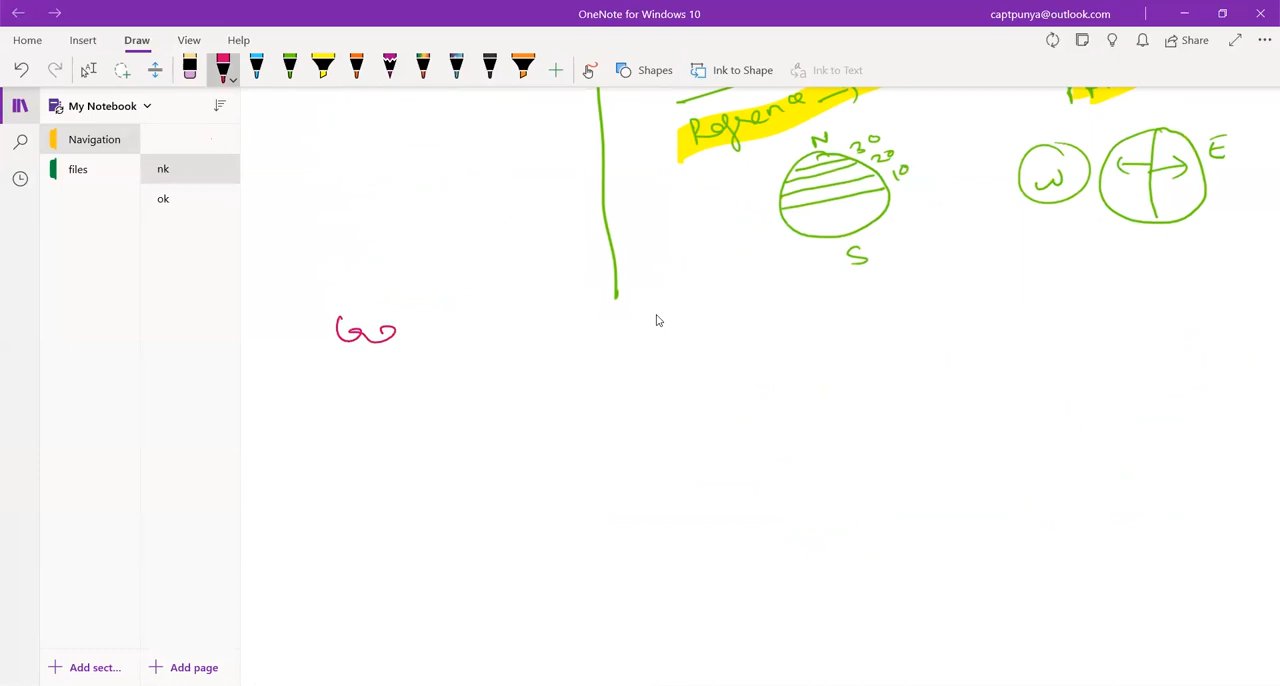 OneNote for Windows 10
captpunya@outlook.com
Home Insert Draw View Help
Share
Shapes Ink to Shape Ink to Text
My Notebook
Navigation
files
nk
ok
Reference
N 30 20 10
S
W E
Add sect... Add page